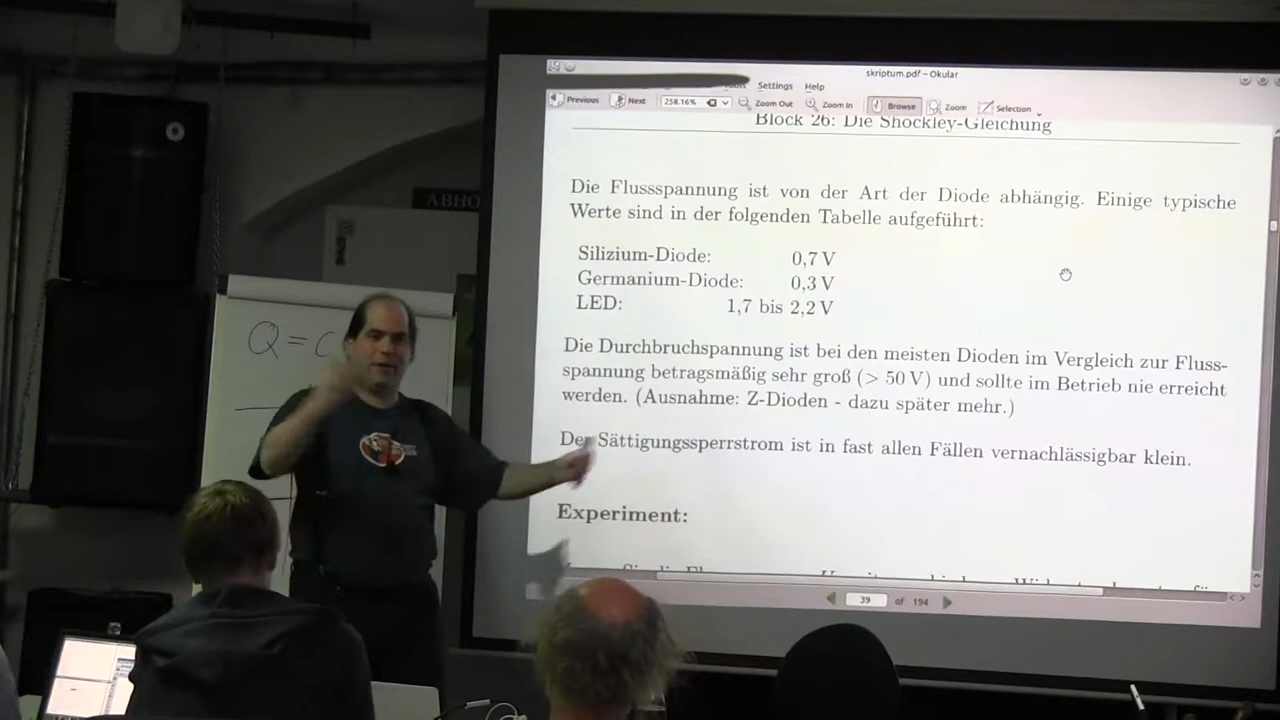 skriptum.pdf – Okular
Tools Settings Help
Previous Next 258.16% Zoom Out Zoom In Browse Zoom Selection
Block 26: Die Shockley-Gleichung
Die Flussspannung ist von der Art der Diode abhängig. Einige typische
Werte sind in der folgenden Tabelle aufgeführt:
Silizium-Diode: 0,7 V
Germanium-Diode: 0,3 V
LED: 1,7 bis 2,2 V
Die Durchbruchspannung ist bei den meisten Dioden im Vergleich zur Fluss-
spannung betragsmäßig sehr groß (> 50 V) und sollte im Betrieb nie erreicht
werden. (Ausnahme: Z-Dioden - dazu später mehr.)
Der Sättigungssperrstrom ist in fast allen Fällen vernachlässigbar klein.
Experiment:
39 of 194
ABHO
Q = C